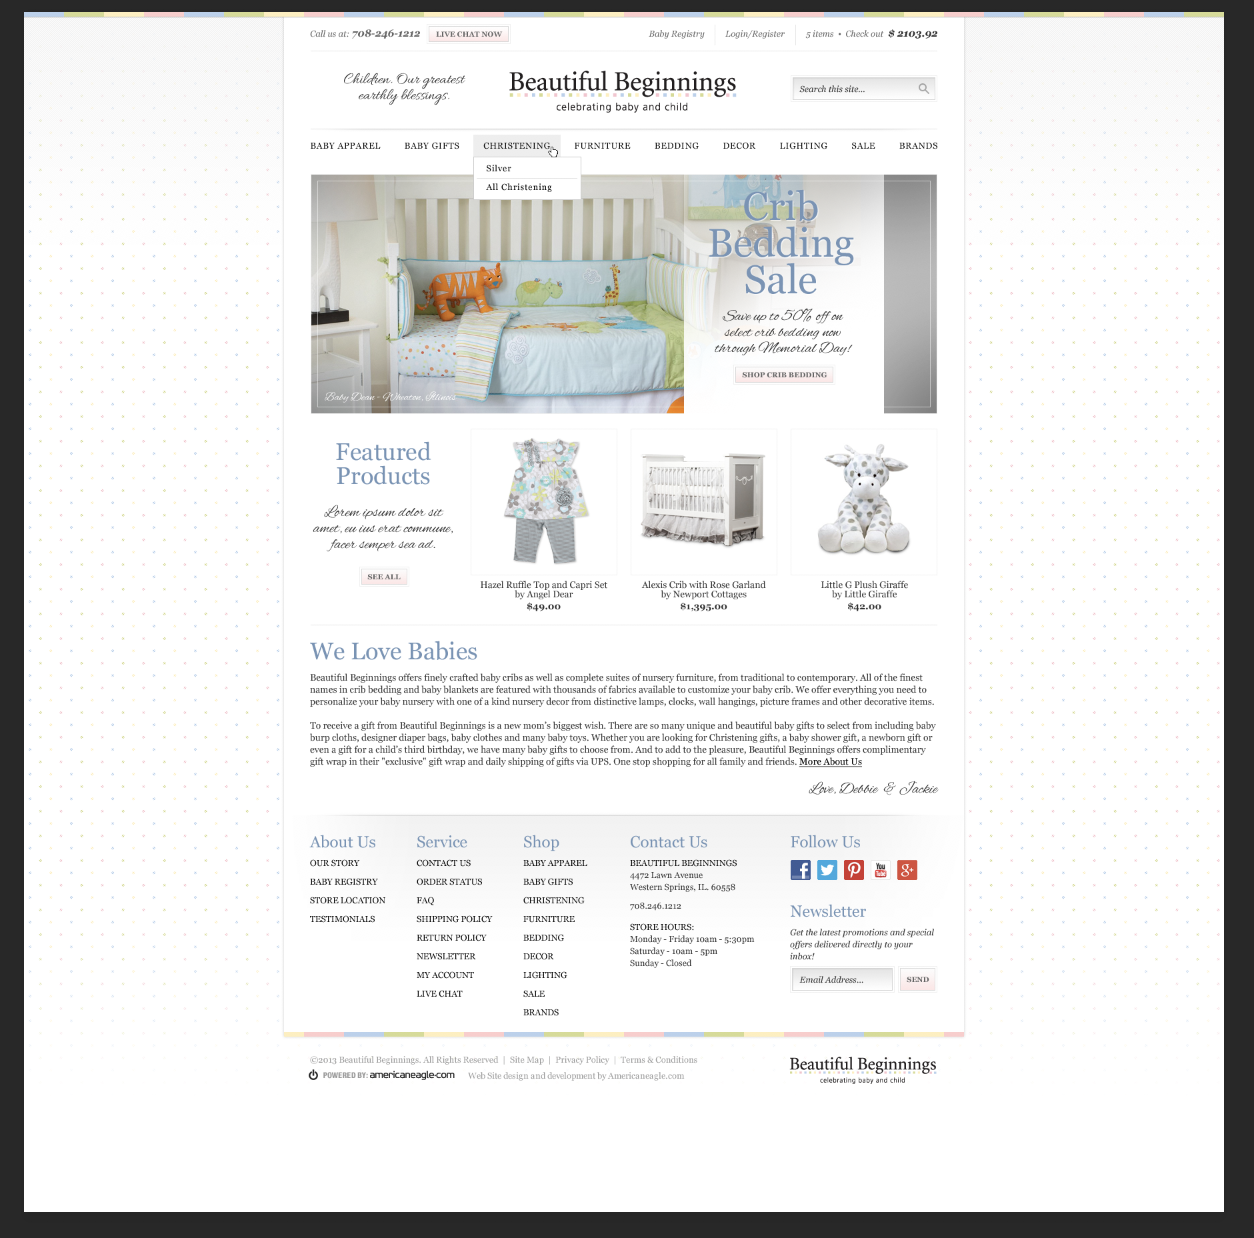 Call us at: 708-246-1212
LIVE CHAT NOW
Baby Registry
Login/Register
5 items • Check out $ 2103.92
Children. Our greatest
earthly blessings.
Beautiful Beginnings
celebrating baby and child
Search this site...
BABY APPAREL
BABY GIFTS
CHRISTENING
FURNITURE
BEDDING
DECOR
LIGHTING
SALE
BRANDS
Silver
All Christening
Crib
Bedding
Sale
Save up to 50% off on
select crib bedding now
through Memorial Day!
SHOP CRIB BEDDING
Baby Dean - Wheaton, Illinois
Featured
Products
Lorem ipsum dolor sit
amet, eu ius erat commune,
facer semper sea ad.
SEE ALL
Hazel Ruffle Top and Capri Set
by Angel Dear
$49.00
Alexis Crib with Rose Garland
by Newport Cottages
$1,395.00
Little G Plush Giraffe
by Little Giraffe
$42.00
We Love Babies
Beautiful Beginnings offers finely crafted baby cribs as well as complete suites of nursery furniture, from traditional to contemporary. All of the finest
names in crib bedding and baby blankets are featured with thousands of fabrics available to customize your baby crib. We offer everything you need to
personalize your baby nursery with one of a kind nursery decor from distinctive lamps, clocks, wall hangings, picture frames and other decorative items.
To receive a gift from Beautiful Beginnings is a new mom's biggest wish. There are so many unique and beautiful baby gifts to select from including baby
burp cloths, designer diaper bags, baby clothes and many baby toys. Whether you are looking for Christening gifts, a baby shower gift, a newborn gift or
even a gift for a child's third birthday, we have many baby gifts to choose from. And to add to the pleasure, Beautiful Beginnings offers complimentary
gift wrap in their "exclusive" gift wrap and daily shipping of gifts via UPS. One stop shopping for all family and friends. More About Us
Love, Debbie & Jackie
About Us
OUR STORY
BABY REGISTRY
STORE LOCATION
TESTIMONIALS
Service
CONTACT US
ORDER STATUS
FAQ
SHIPPING POLICY
RETURN POLICY
NEWSLETTER
MY ACCOUNT
LIVE CHAT
Shop
BABY APPAREL
BABY GIFTS
CHRISTENING
FURNITURE
BEDDING
DECOR
LIGHTING
SALE
BRANDS
Contact Us
BEAUTIFUL BEGINNINGS
4472 Lawn Avenue
Western Springs, IL. 60558
708.246.1212
STORE HOURS:
Monday - Friday 10am - 5:30pm
Saturday - 10am - 5pm
Sunday - Closed
Follow Us
You
Tube
Newsletter
Get the latest promotions and special
offers delivered directly to your
inbox!
Email Address...
SEND
©2013 Beautiful Beginnings. All Rights Reserved | Site Map | Privacy Policy | Terms & Conditions
POWERED BY: americaneagle.com
Web Site design and development by Americaneagle.com
Beautiful Beginnings
celebrating baby and child